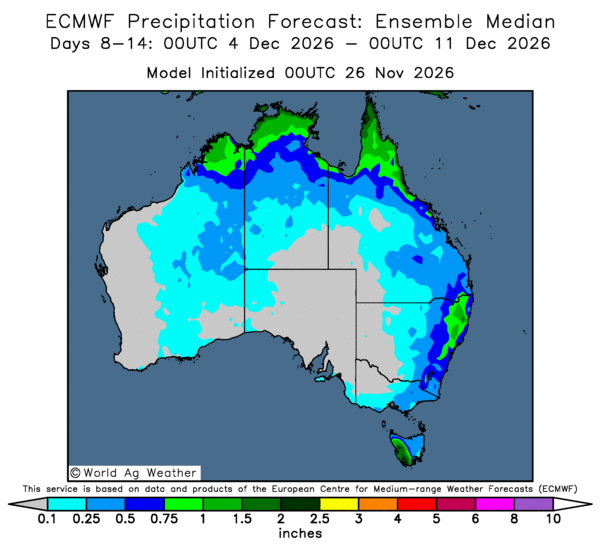 ECMWF Precipitation Forecast: Ensemble Median
Days 8-14: 00UTC 4 Dec 2026 - 00UTC 11 Dec 2026
Model Initialized 00UTC 26 Nov 2026
© World Ag Weather
This service is based on data and products of the European Centre for Medium-range Weather Forecasts (ECMWF)
0.1 0.25 0.5 0.75 1 1.5 2 2.5 3 4 5 6 8 10
inches